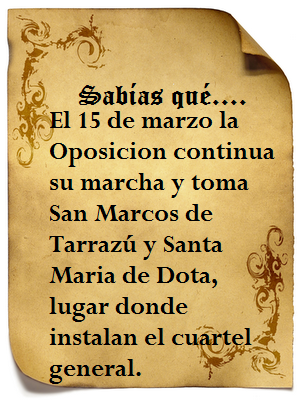 Sabías qué....
El 15 de marzo la
Oposicion continua
su marcha y toma
San Marcos de
Tarrazú y Santa
Maria de Dota,
lugar donde
instalan el cuartel
general.